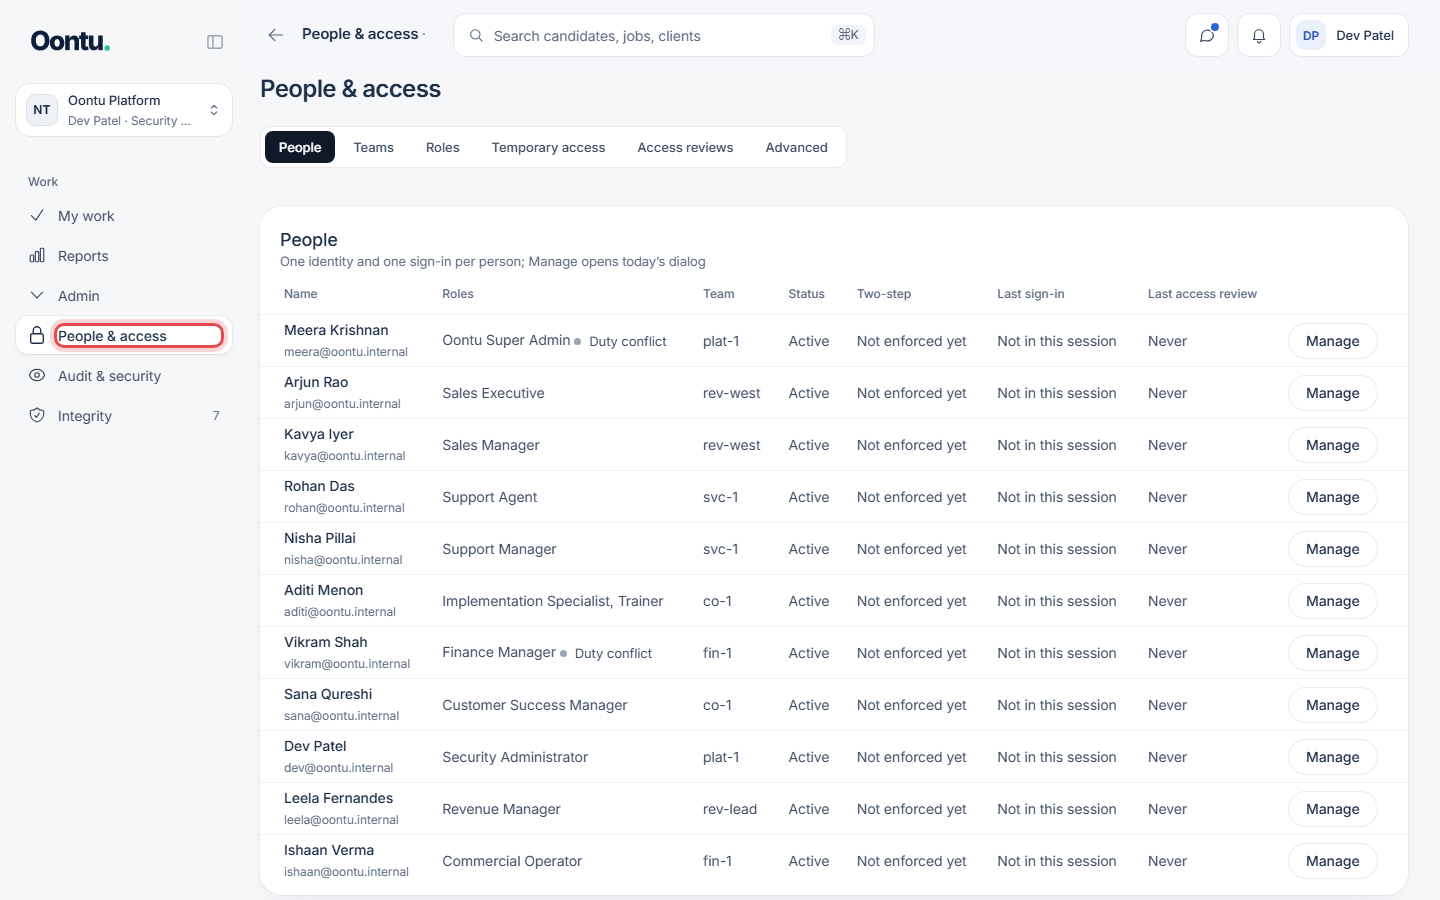 Oontu.
People & access ·
Search candidates, jobs, clients
⌘K
DP
Dev Patel
NT
Oontu Platform
Dev Patel · Security ...
Work
My work
Reports
Admin
People & access
Audit & security
Integrity
7
People & access
People
Teams
Roles
Temporary access
Access reviews
Advanced
People
One identity and one sign-in per person; Manage opens today’s dialog
Name Roles Team Status Two-step Last sign-in Last access review
Meera Krishnan
meera@oontu.internal
Oontu Super Admin Duty conflict plat-1 Active Not enforced yet Not in this session Never Manage
Arjun Rao
arjun@oontu.internal
Sales Executive rev-west Active Not enforced yet Not in this session Never Manage
Kavya Iyer
kavya@oontu.internal
Sales Manager rev-west Active Not enforced yet Not in this session Never Manage
Rohan Das
rohan@oontu.internal
Support Agent svc-1 Active Not enforced yet Not in this session Never Manage
Nisha Pillai
nisha@oontu.internal
Support Manager svc-1 Active Not enforced yet Not in this session Never Manage
Aditi Menon
aditi@oontu.internal
Implementation Specialist, Trainer co-1 Active Not enforced yet Not in this session Never Manage
Vikram Shah
vikram@oontu.internal
Finance Manager Duty conflict fin-1 Active Not enforced yet Not in this session Never Manage
Sana Qureshi
sana@oontu.internal
Customer Success Manager co-1 Active Not enforced yet Not in this session Never Manage
Dev Patel
dev@oontu.internal
Security Administrator plat-1 Active Not enforced yet Not in this session Never Manage
Leela Fernandes
leela@oontu.internal
Revenue Manager rev-lead Active Not enforced yet Not in this session Never Manage
Ishaan Verma
ishaan@oontu.internal
Commercial Operator fin-1 Active Not enforced yet Not in this session Never Manage